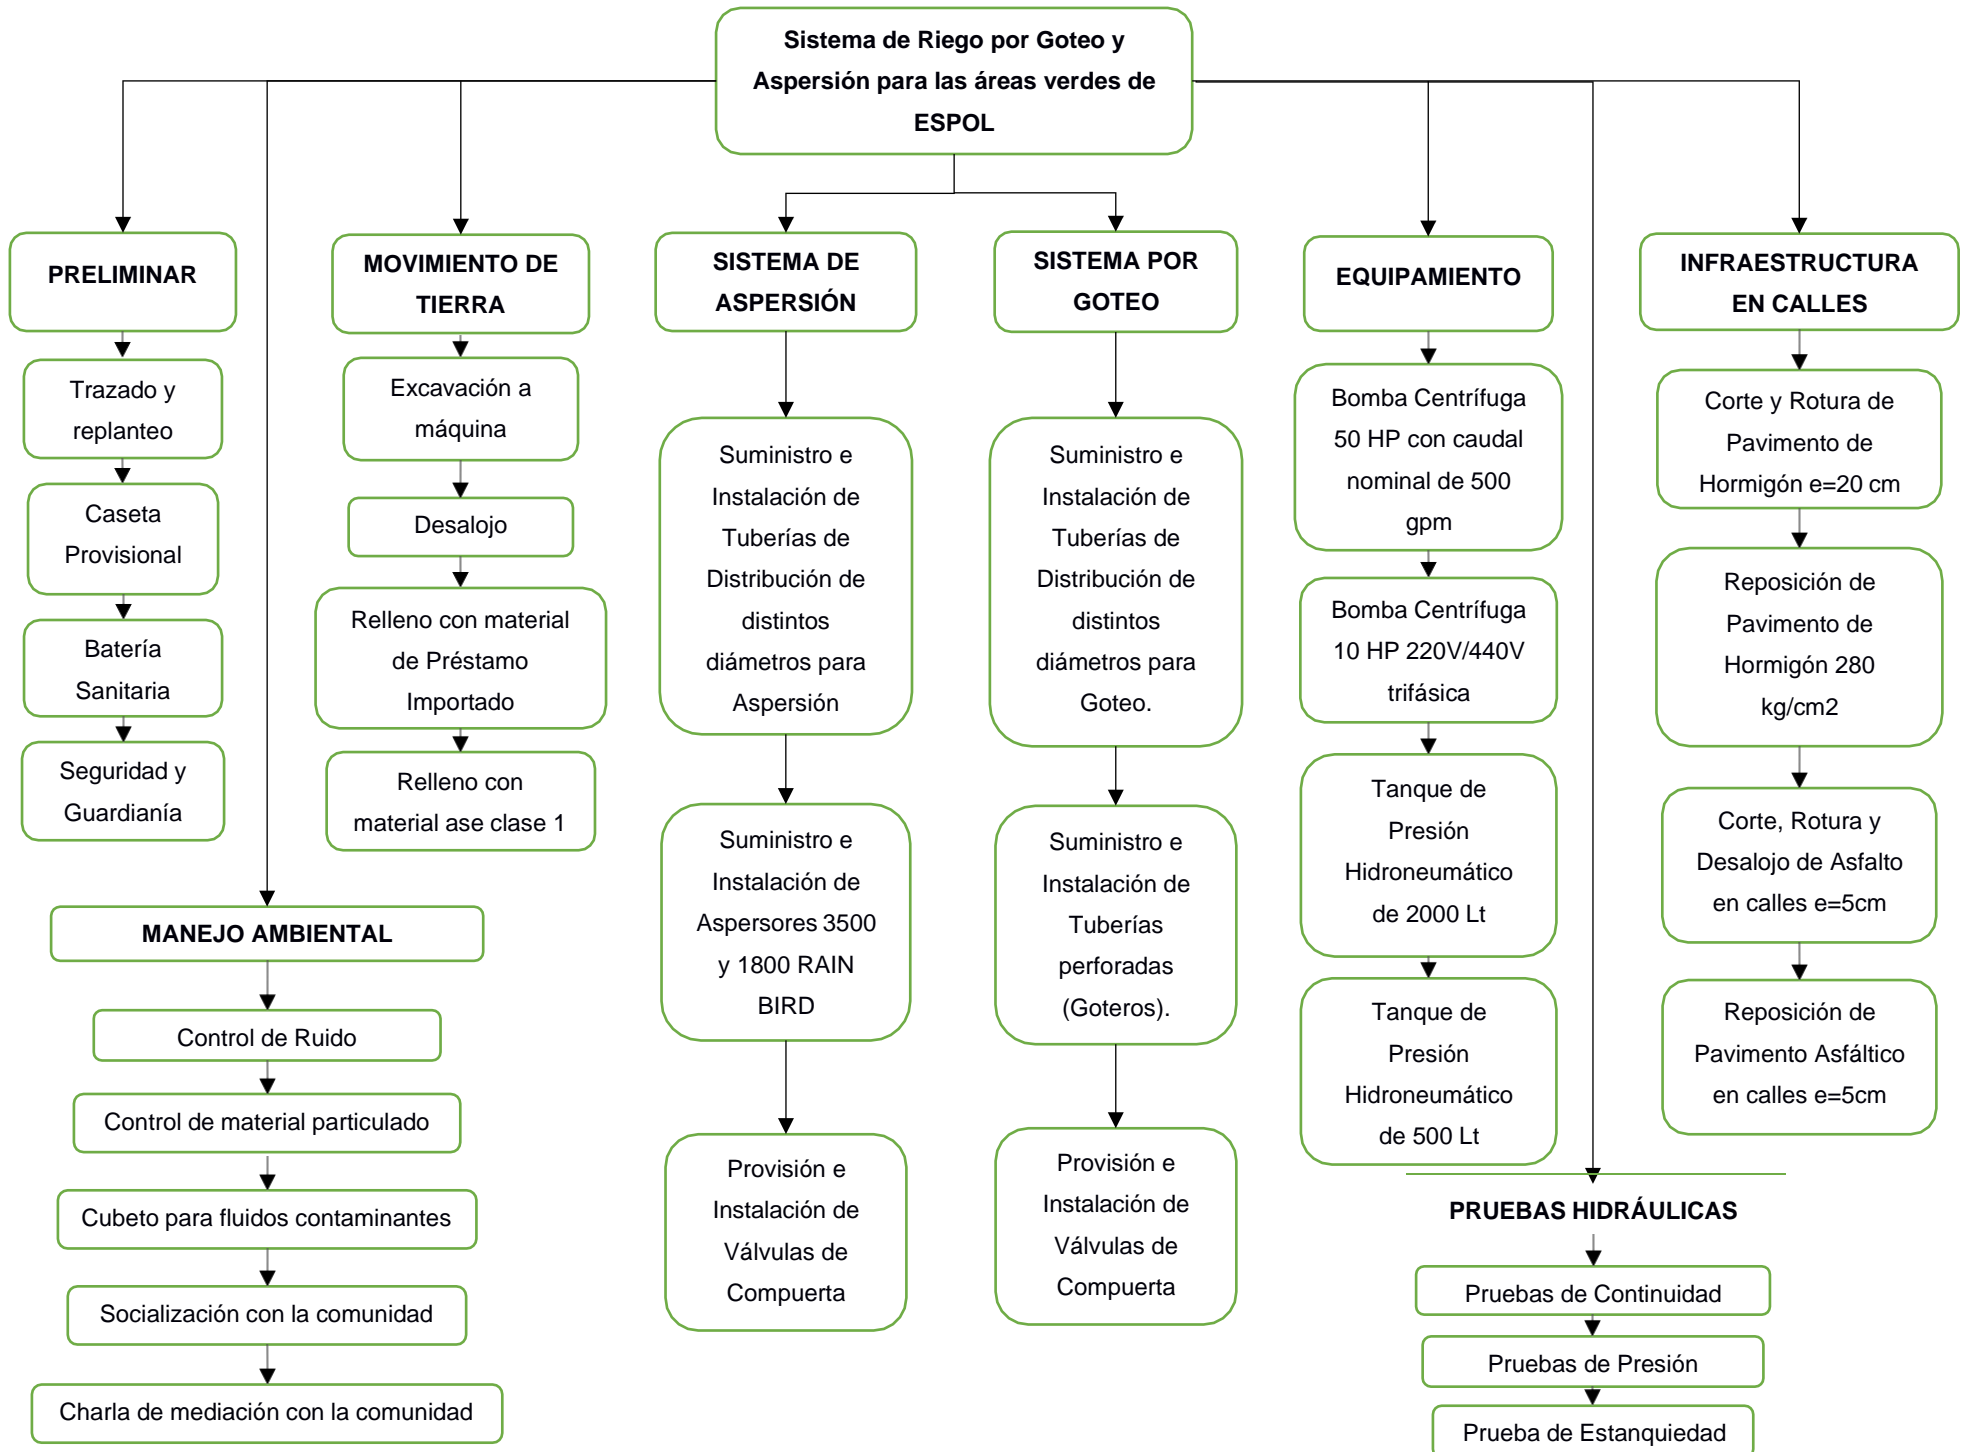 Sistema de Riego por Goteo y
Aspersión para las áreas verdes de
ESPOL
PRELIMINAR
Trazado y
replanteo
Caseta
Provisional
Batería
Sanitaria
Seguridad y
Guardianía
MOVIMIENTO DE
TIERRA
Excavación a
máquina
Desalojo
Relleno con material
de Préstamo
Importado
Relleno con
material ase clase 1
MANEJO AMBIENTAL
Control de Ruido
Control de material particulado
Cubeto para fluidos contaminantes
Socialización con la comunidad
Charla de mediación con la comunidad
SISTEMA DE
ASPERSIÓN
Suministro e
Instalación de
Tuberías de
Distribución de
distintos
diámetros para
Aspersión
Suministro e
Instalación de
Aspersores 3500
y 1800 RAIN
BIRD
Provisión e
Instalación de
Válvulas de
Compuerta
SISTEMA POR
GOTEO
Suministro e
Instalación de
Tuberías de
Distribución de
distintos
diámetros para
Goteo.
Suministro e
Instalación de
Tuberías
perforadas
(Goteros).
Provisión e
Instalación de
Válvulas de
Compuerta
EQUIPAMIENTO
Bomba Centrífuga
50 HP con caudal
nominal de 500
gpm
Bomba Centrífuga
10 HP 220V/440V
trifásica
Tanque de
Presión
Hidroneumático
de 2000 Lt
Tanque de
Presión
Hidroneumático
de 500 Lt
INFRAESTRUCTURA
EN CALLES
Corte y Rotura de
Pavimento de
Hormigón e=20 cm
Reposición de
Pavimento de
Hormigón 280
kg/cm2
Corte, Rotura y
Desalojo de Asfalto
en calles e=5cm
Reposición de
Pavimento Asfáltico
en calles e=5cm
PRUEBAS HIDRÁULICAS
Pruebas de Continuidad
Pruebas de Presión
Prueba de Estanquiedad